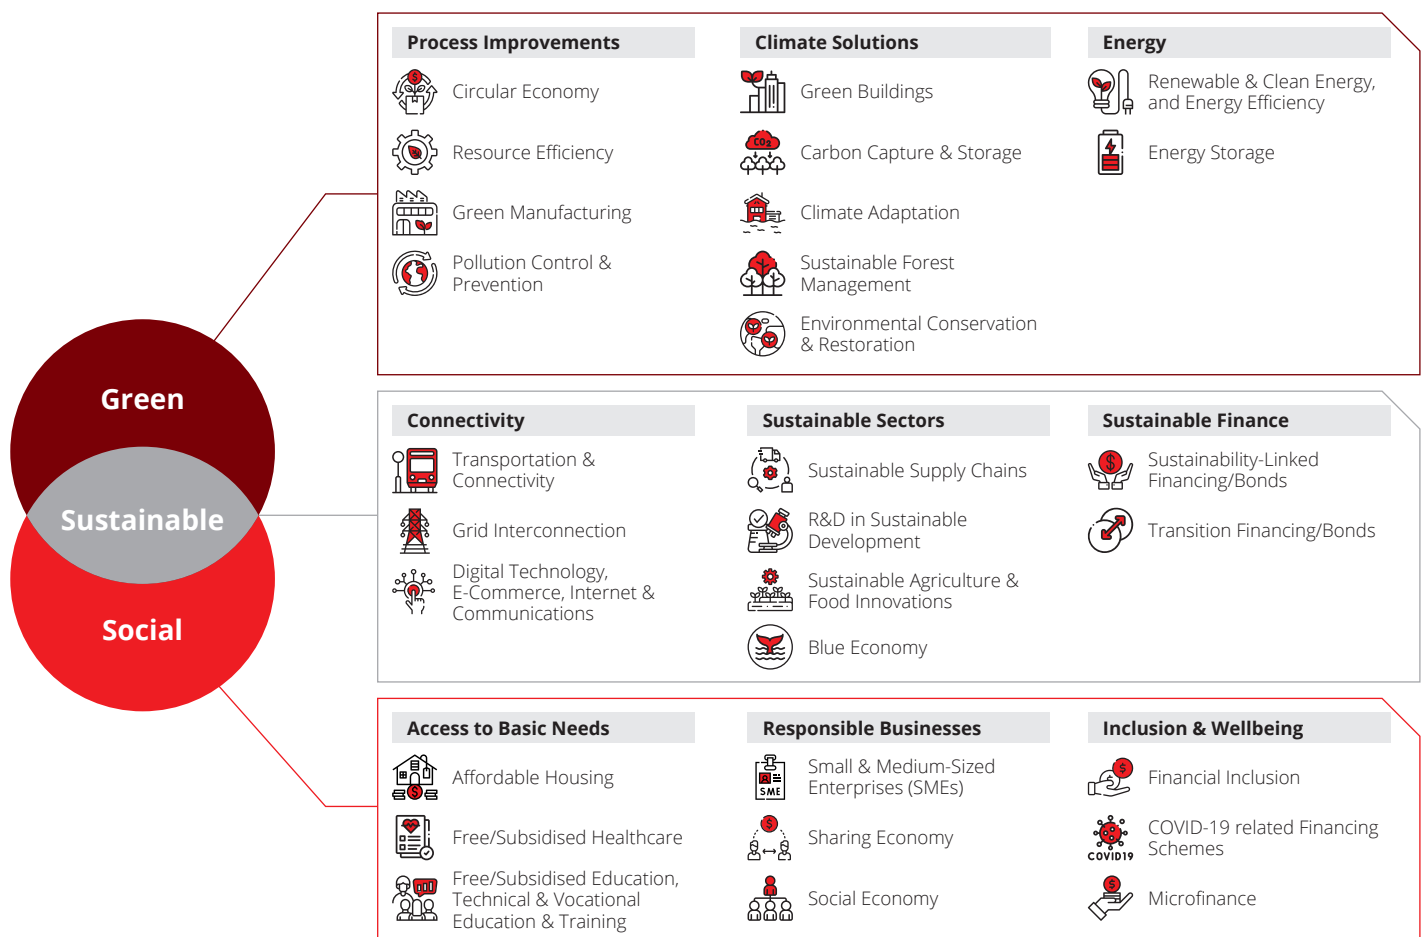 Green
Sustainable
Social
Process Improvements
Circular Economy
Resource Efficiency
Green Manufacturing
Pollution Control &
Prevention
Climate Solutions
Green Buildings
CO2
Carbon Capture & Storage
Climate Adaptation
Sustainable Forest
Management
Environmental Conservation
& Restoration
Energy
Renewable & Clean Energy,
and Energy Efficiency
Energy Storage
Connectivity
Transportation &
Connectivity
Grid Interconnection
Digital Technology,
E-Commerce, Internet &
Communications
Sustainable Sectors
Sustainable Supply Chains
R&D in Sustainable
Development
Sustainable Agriculture &
Food Innovations
Blue Economy
Sustainable Finance
$
Sustainability-Linked
Financing/Bonds
Transition Financing/Bonds
Access to Basic Needs
$
Affordable Housing
Free/Subsidised Healthcare
Free/Subsidised Education,
Technical & Vocational
Education & Training
Responsible Businesses
SME
Small & Medium-Sized
Enterprises (SMEs)
$
Sharing Economy
Social Economy
Inclusion & Wellbeing
$
Financial Inclusion
COVID19
COVID-19 related Financing
Schemes
$
Microfinance